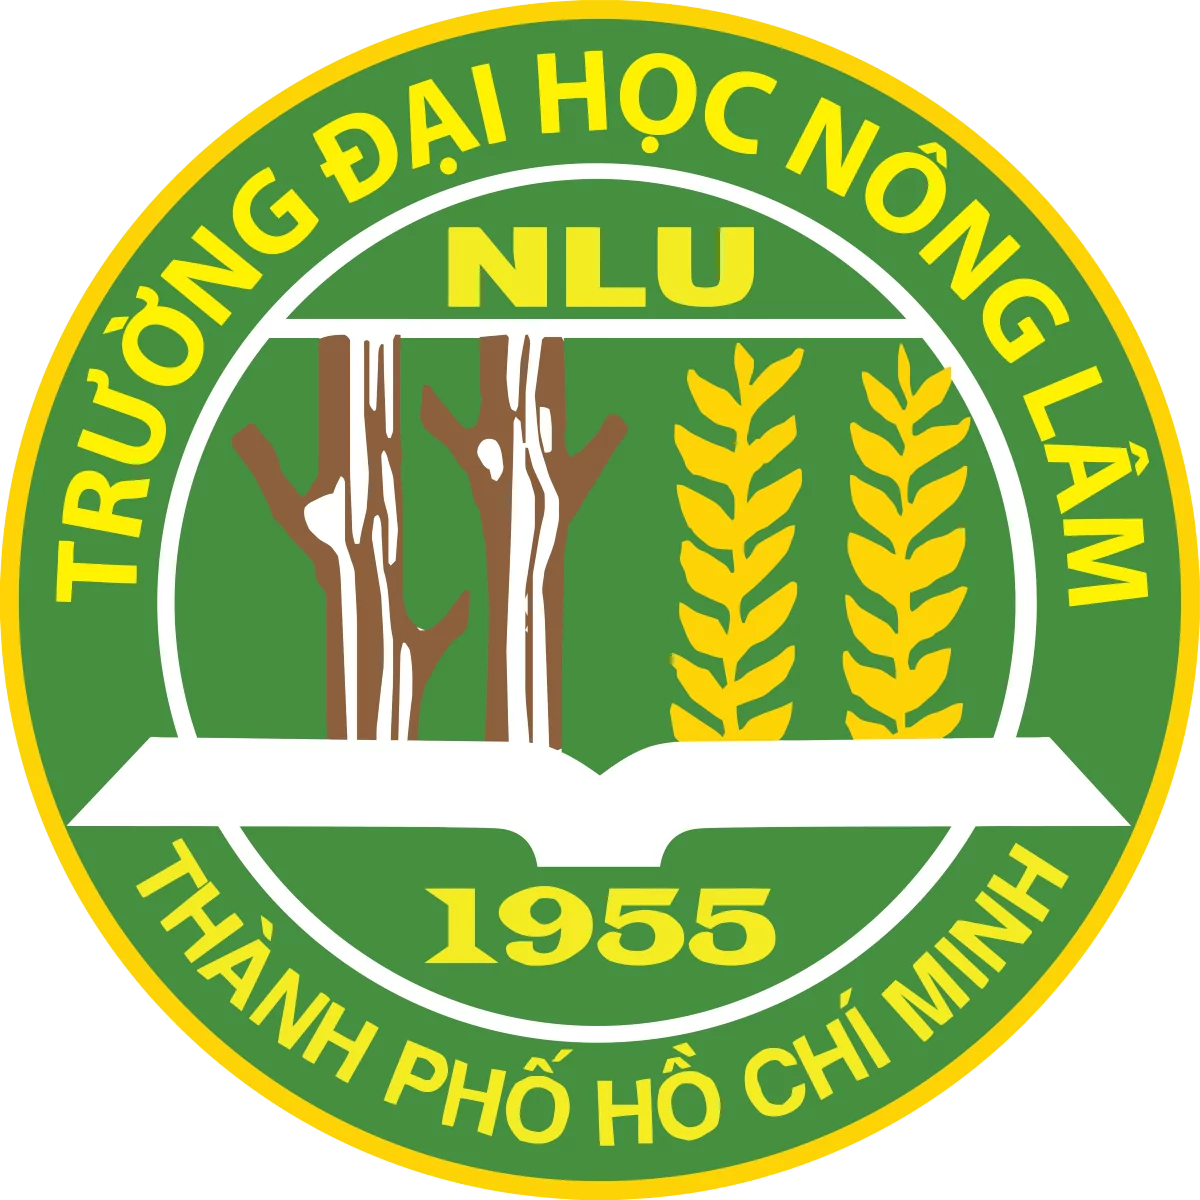 TRƯỜNG ĐẠI HỌC NÔNG LÂM
NLU
1955
THÀNH PHỐ HỒ CHÍ MINH